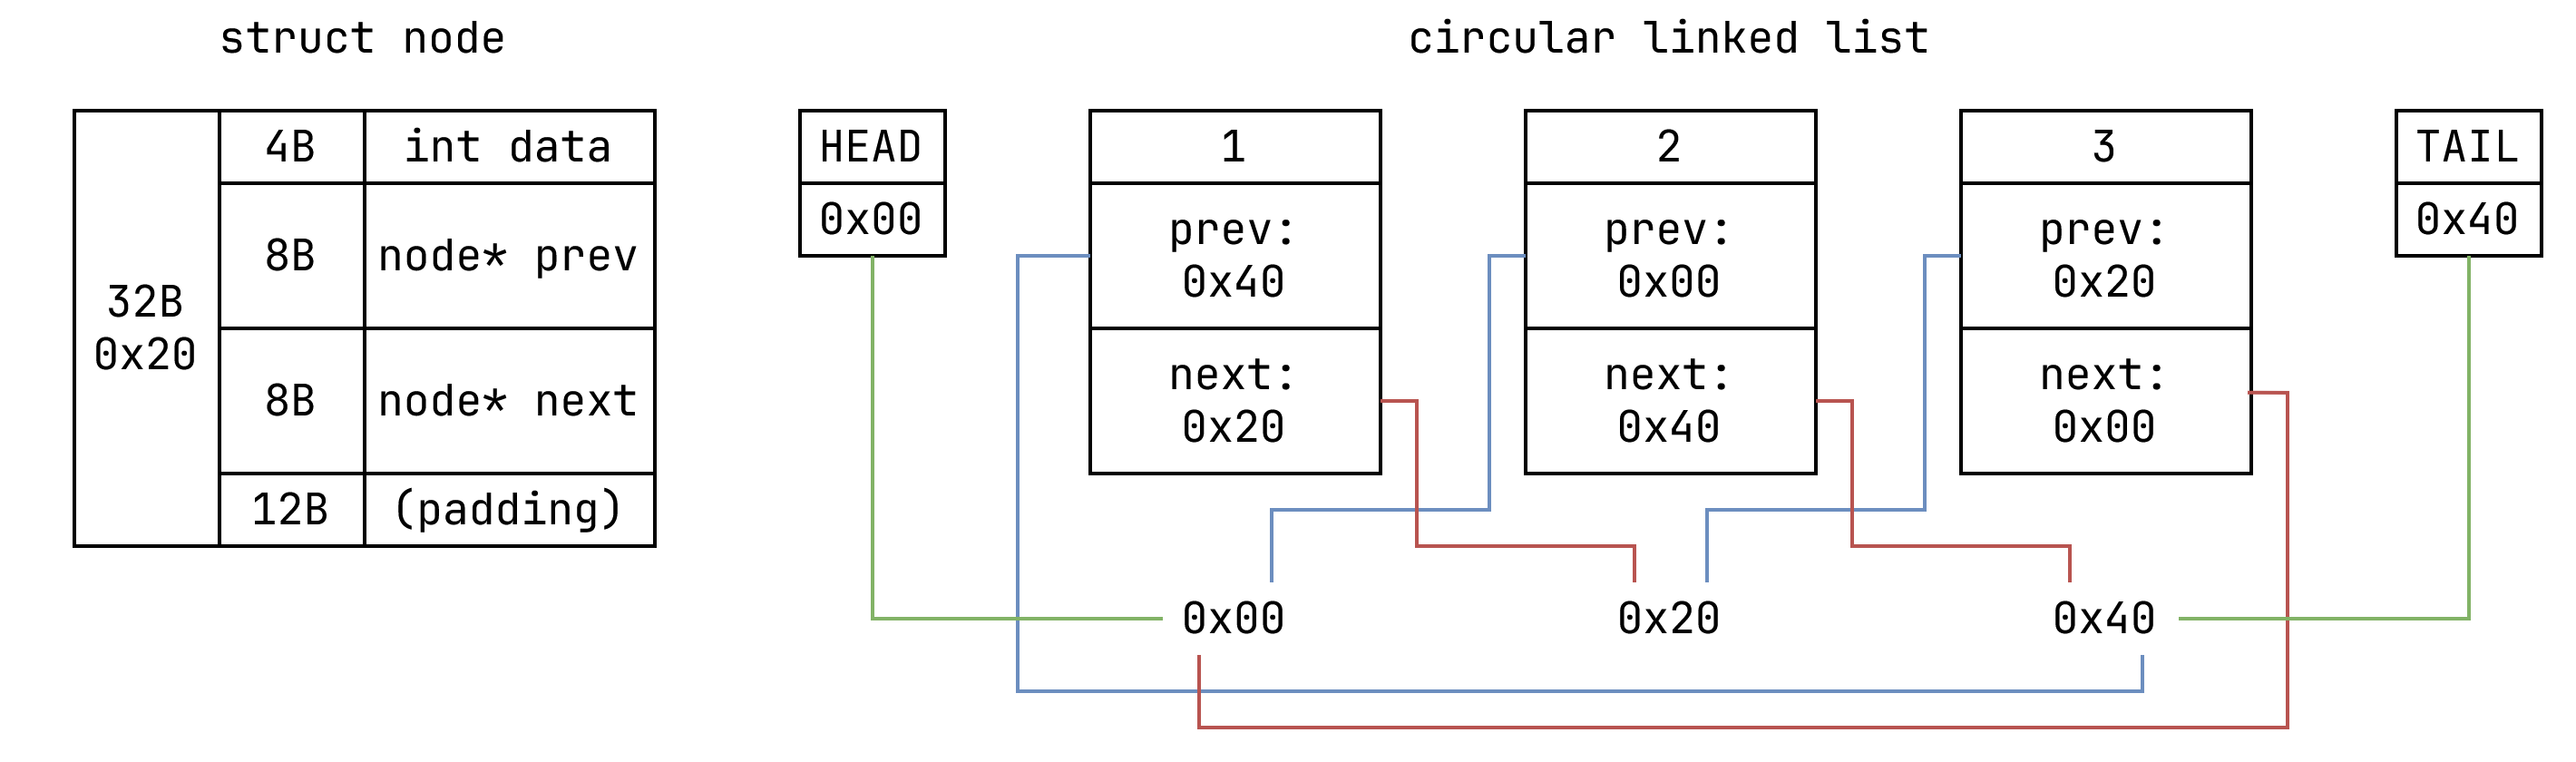 struct node
32B
0x20
4B
int data
8B
node* prev
8B
node* next
12B
(padding)
circular linked list
HEAD
0x00
1
prev:
0x40
next:
0x20
2
prev:
0x00
next:
0x40
3
prev:
0x20
next:
0x00
TAIL
0x40
0x00
0x20
0x40